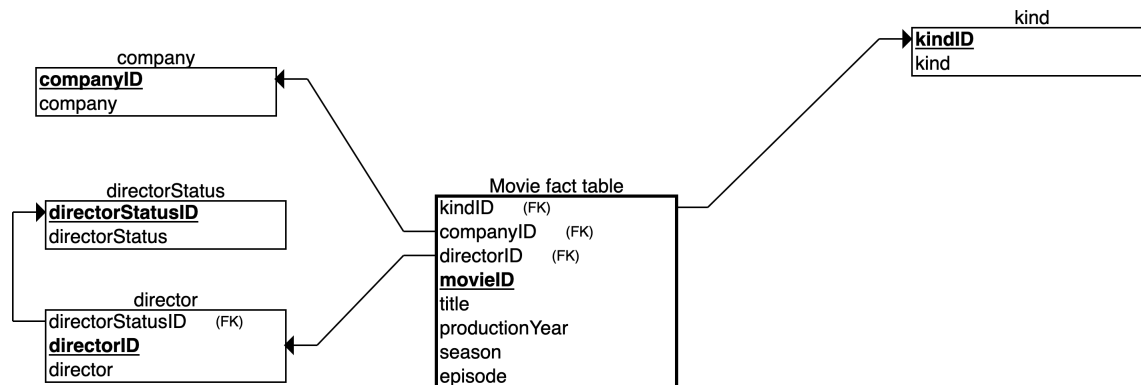 kind
kindID
kind
company
companyID
company
directorStatus
directorStatusID
directorStatus
director
directorStatusID (FK)
directorID
director
Movie fact table
kindID (FK)
companyID (FK)
directorID (FK)
movieID
title
productionYear
season
episode